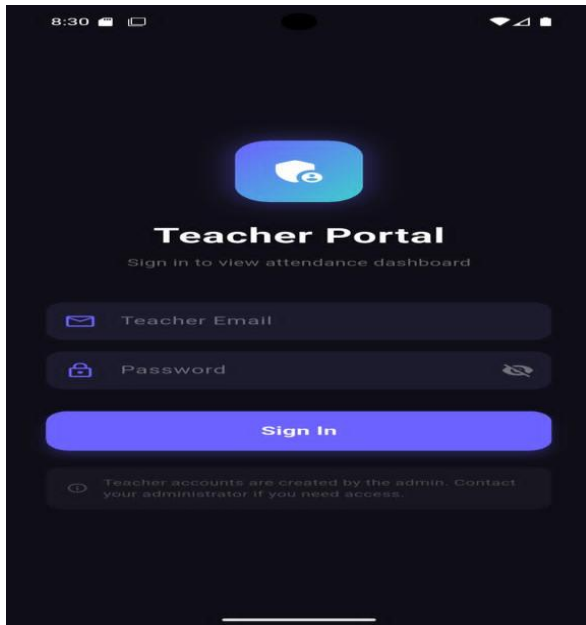 8:30
Teacher Portal
Sign in to view attendance dashboard
Teacher Email
Password
Sign In
Teacher accounts are created by the admin. Contact
your administrator if you need access.